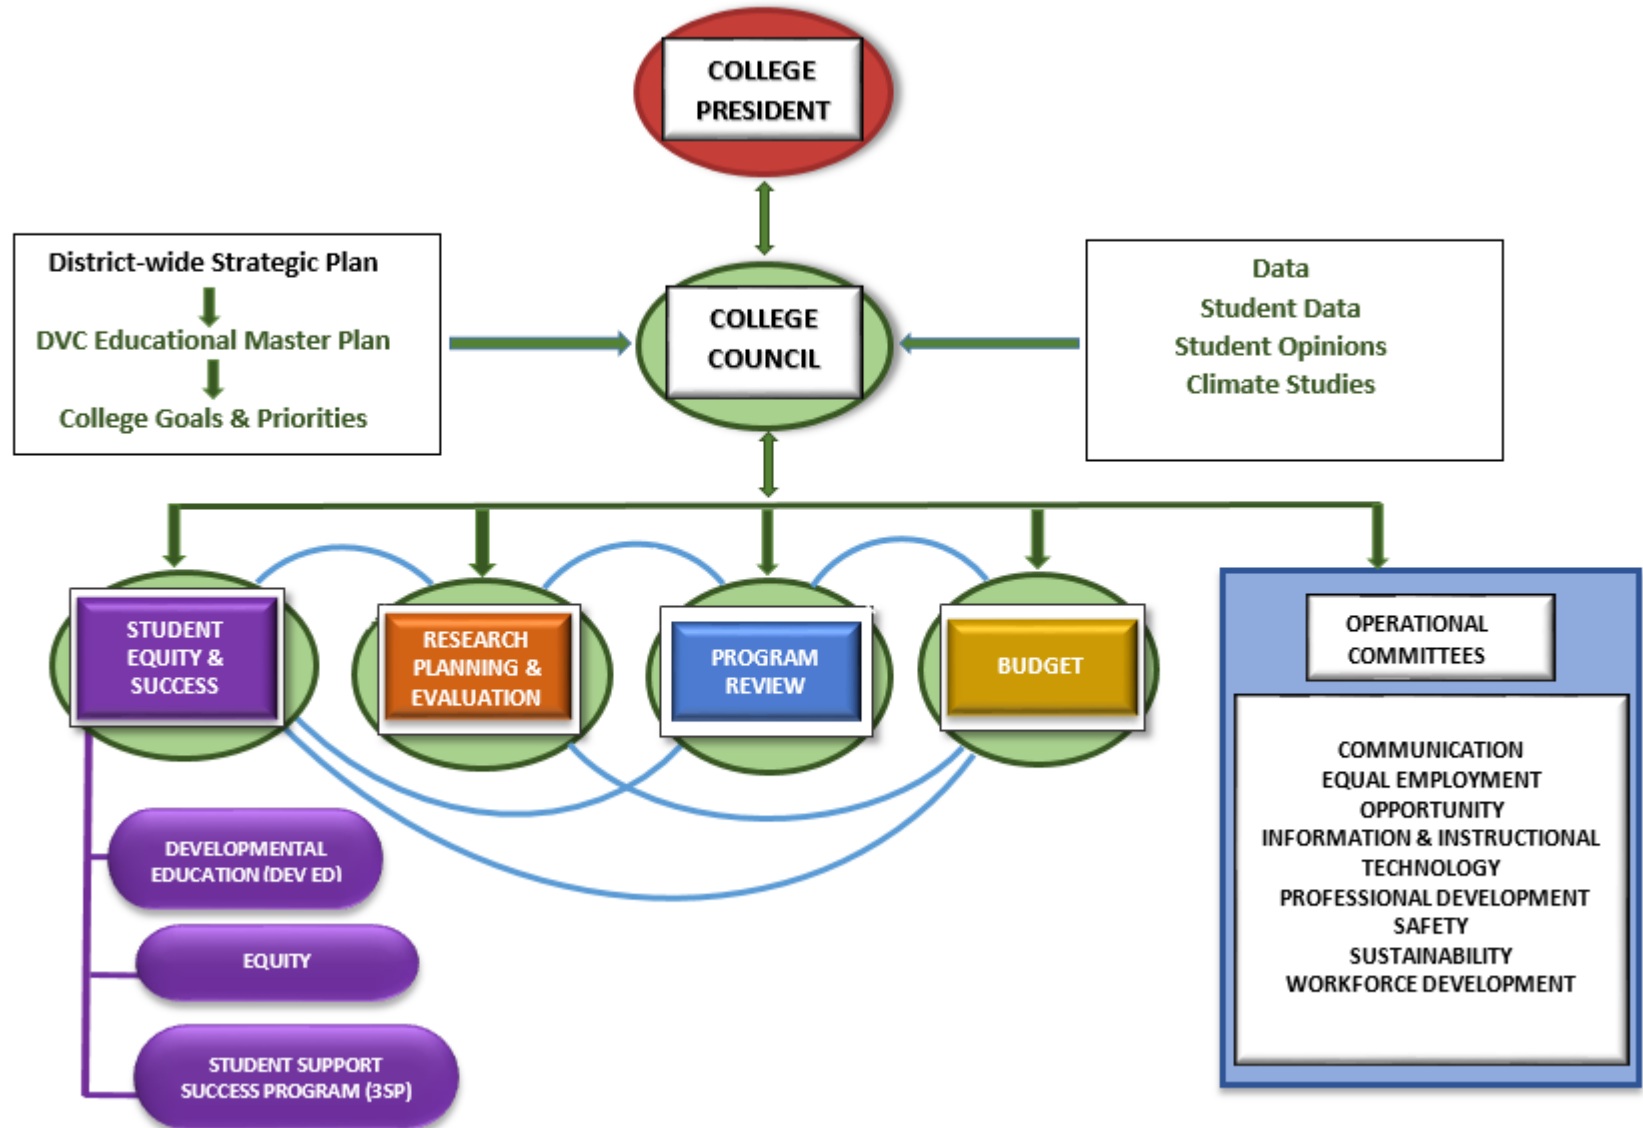 COLLEGE
PRESIDENT
District-wide Strategic Plan
DVC Educational Master Plan
College Goals & Priorities
COLLEGE
COUNCIL
Data
Student Data
Student Opinions
Climate Studies
STUDENT
EQUITY &
SUCCESS
RESEARCH
PLANNING &
EVALUATION
PROGRAM
REVIEW
BUDGET
OPERATIONAL
COMMITTEES
COMMUNICATION
EQUAL EMPLOYMENT
OPPORTUNITY
INFORMATION & INSTRUCTIONAL
TECHNOLOGY
PROFESSIONAL DEVELOPMENT
SAFETY
SUSTAINABILITY
WORKFORCE DEVELOPMENT
DEVELOPMENTAL
EDUCATION (DEV ED)
EQUITY
STUDENT SUPPORT
SUCCESS PROGRAM (3SP)